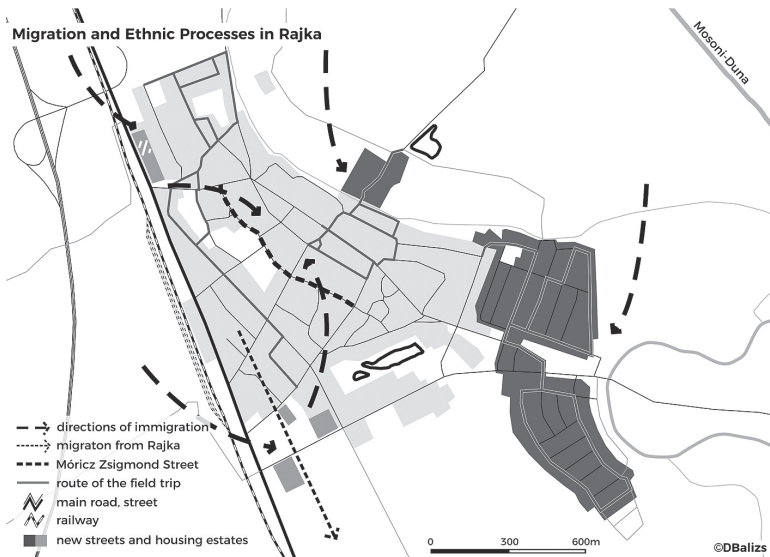 Migration and Ethnic Processes in Rajka
Mosoni-Duna
directions of immigration
migraton from Rajka
Móricz Zsigmond Street
route of the field trip
main road, street
railway
new streets and housing estates
0 300 600m
©DBalizs